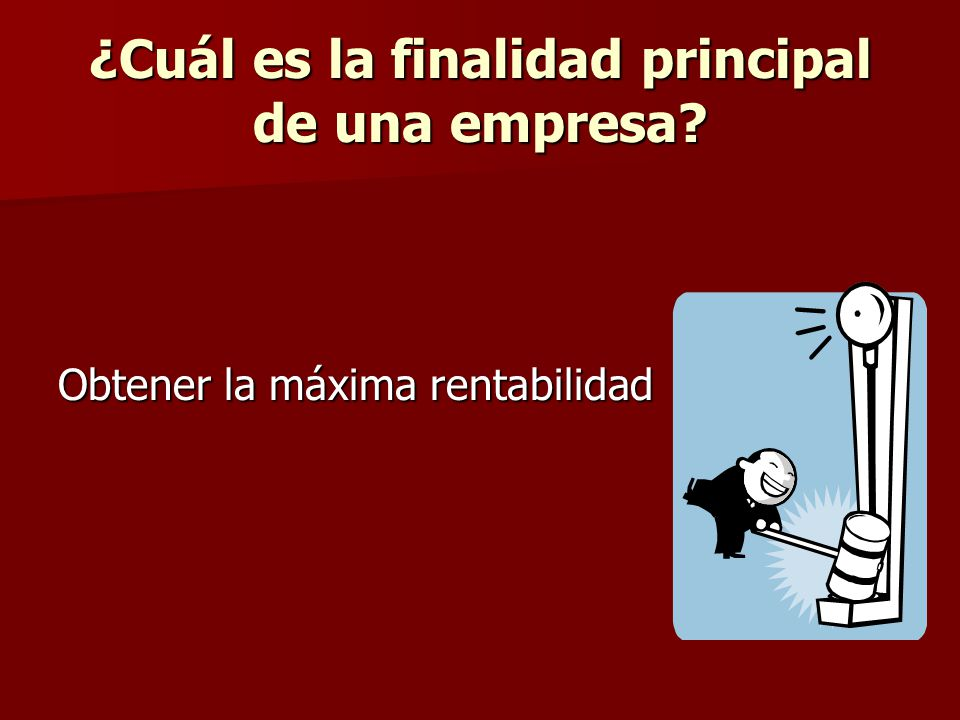 ¿Cuál es la finalidad principal
de una empresa?
Obtener la máxima rentabilidad